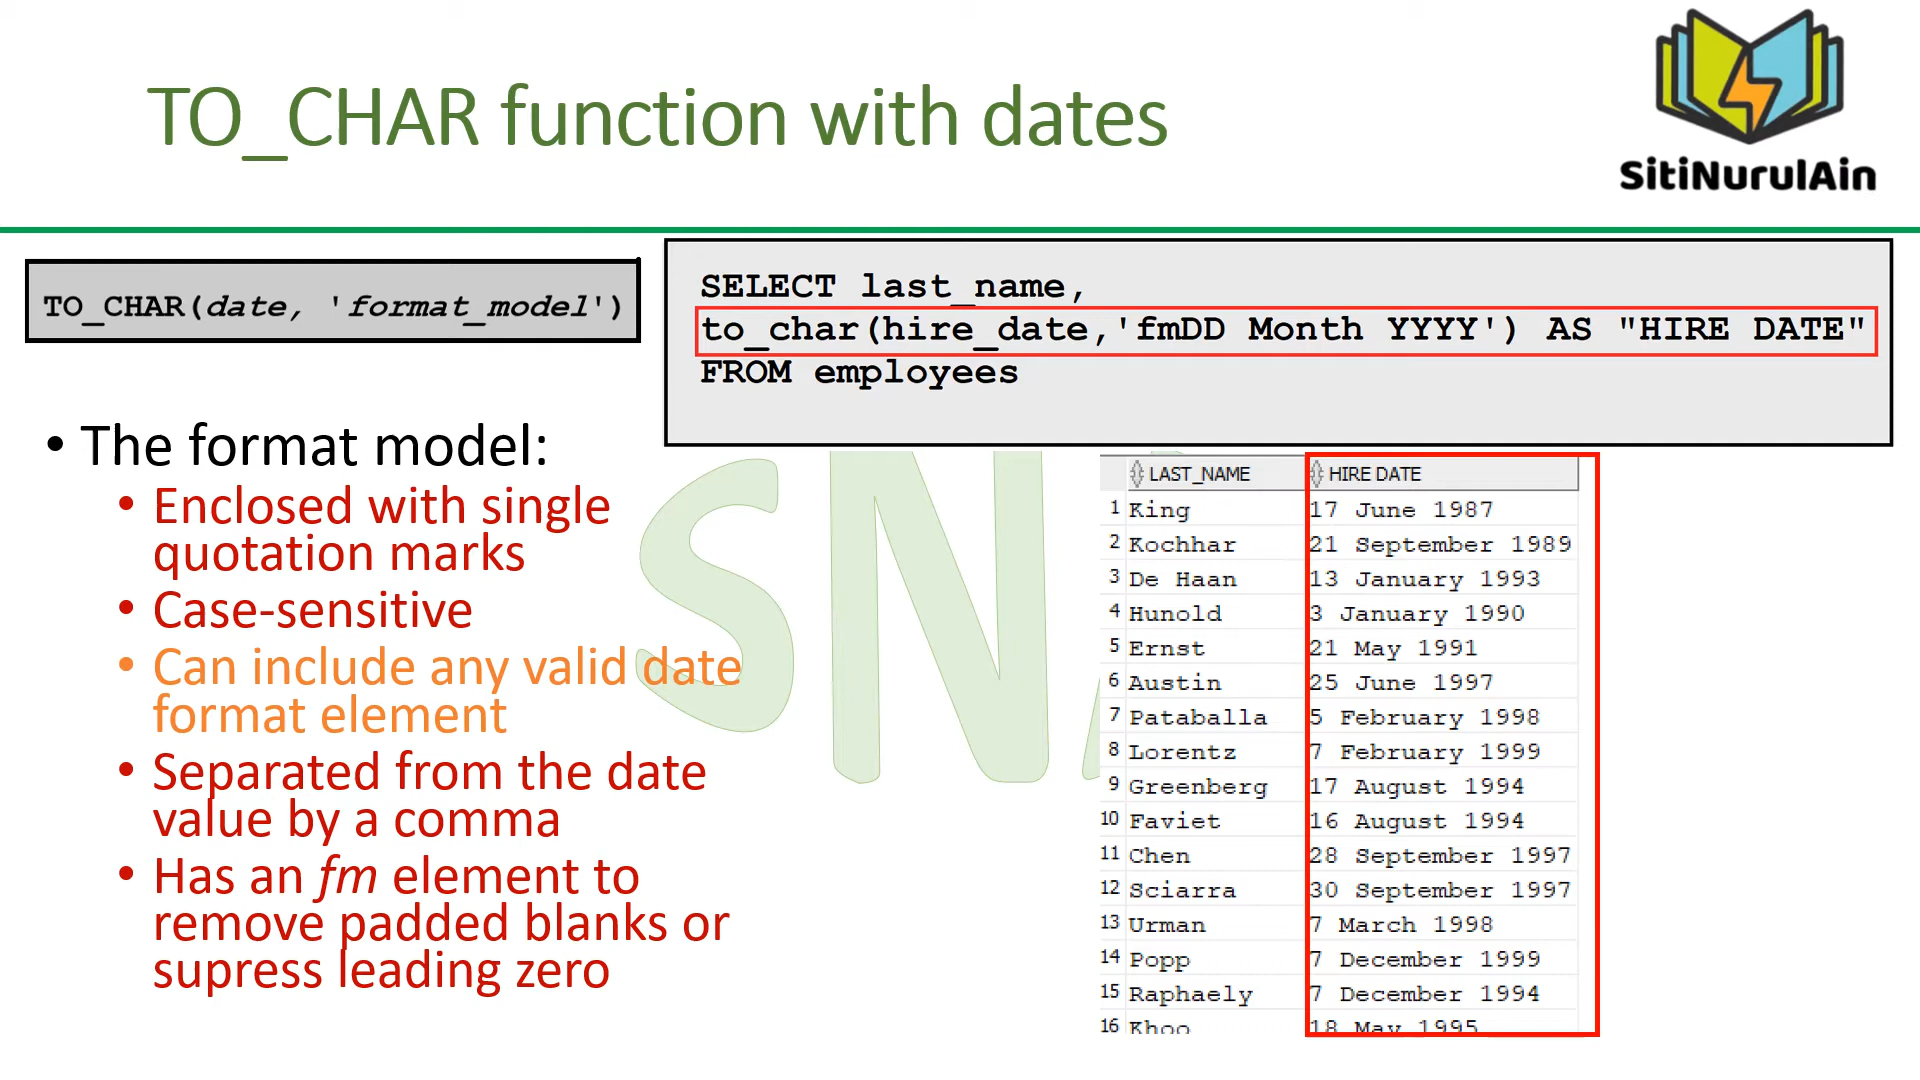 TO_CHAR function with dates
SitiNurulAin
TO_CHAR(date, 'format_model')
SELECT last_name,
to_char(hire_date,'fmDD Month YYYY') AS "HIRE DATE"
FROM employees
• The format model:
• Enclosed with single
quotation marks
• Case-sensitive
• Can include any valid date
format element
• Separated from the date
value by a comma
• Has an fm element to
remove padded blanks or
supress leading zero
SNA
LAST_NAME HIRE DATE
1 King 17 June 1987
2 Kochhar 21 September 1989
3 De Haan 13 January 1993
4 Hunold 3 January 1990
5 Ernst 21 May 1991
6 Austin 25 June 1997
7 Pataballa 5 February 1998
8 Lorentz 7 February 1999
9 Greenberg 17 August 1994
10 Faviet 16 August 1994
11 Chen 28 September 1997
12 Sciarra 30 September 1997
13 Urman 7 March 1998
14 Popp 7 December 1999
15 Raphaely 7 December 1994
16 Khoo 18 May 1995